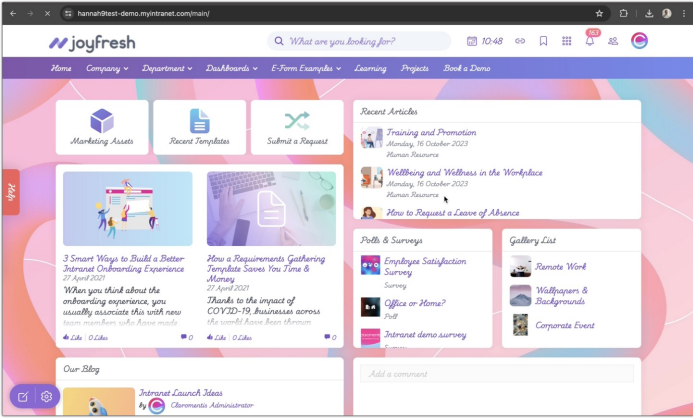 hannah9test-demo.myintranet.com/main/
joyfresh
What are you looking for?
10:48
163
Home Company Department Dashboards E-Form Examples Learning Projects Book a Demo
Help
Marketing Assets
Recent Templates
Submit a Request
Recent Articles
Training and Promotion
Monday, 16 October 2023
Human Resource
Wellbeing and Wellness in the Workplace
Monday, 16 October 2023
Human Resource
How to Request a Leave of Absence
3 Smart Ways to Build a Better
Intranet Onboarding Experience
27 April 2021
When you think about the
onboarding experience, you
usually associate this with new
team members who have made
Like 0 Likes 0
How a Requirements Gathering
Template Saves You Time &
Money
27 April 2021
Thanks to the impact of
COVID-19, businesses across
the world have been thrown
Like 0 Likes 0
Polls & Surveys
Employee Satisfaction
Survey
Survey
Office or Home?
Poll
Intranet demo survey
Survey
Gallery List
Remote Work
Wallpapers &
Backgrounds
Corporate Event
Our Blog
Intranet Launch Ideas
by Claromentis Administrator
Add a comment